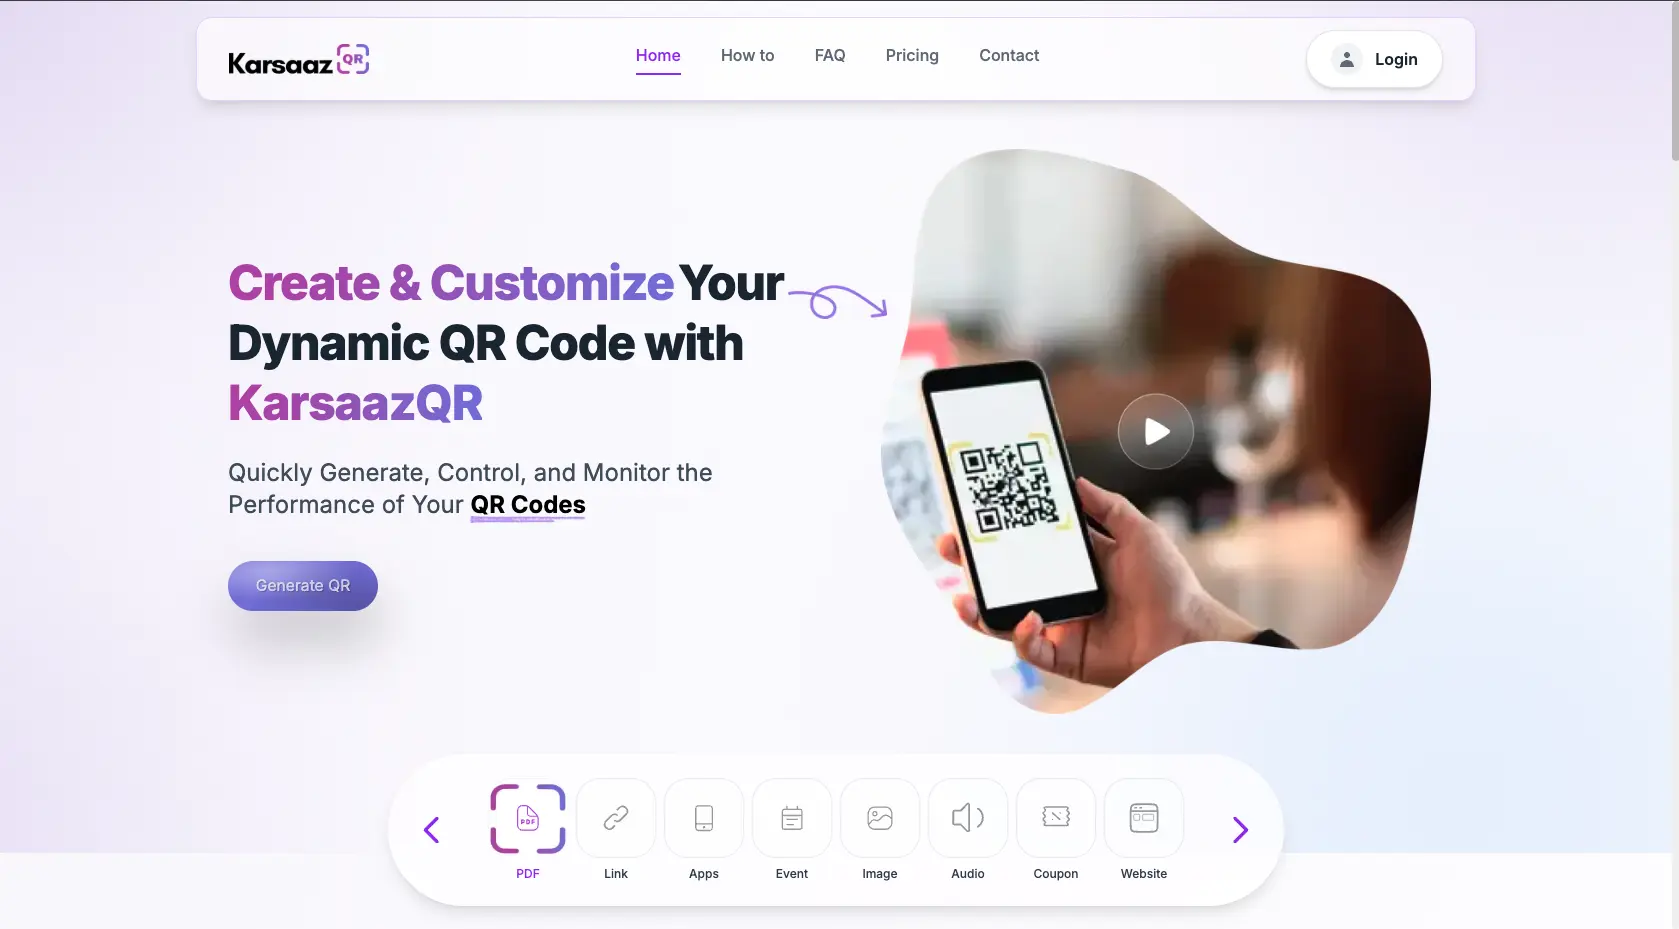 Karsaaz QR
Home
How to
FAQ
Pricing
Contact
Login
Create & Customize Your
Dynamic QR Code with
KarsaazQR
Quickly Generate, Control, and Monitor the
Performance of Your QR Codes
Generate QR
PDF
PDF
Link
Apps
Event
Image
Audio
Coupon
Website